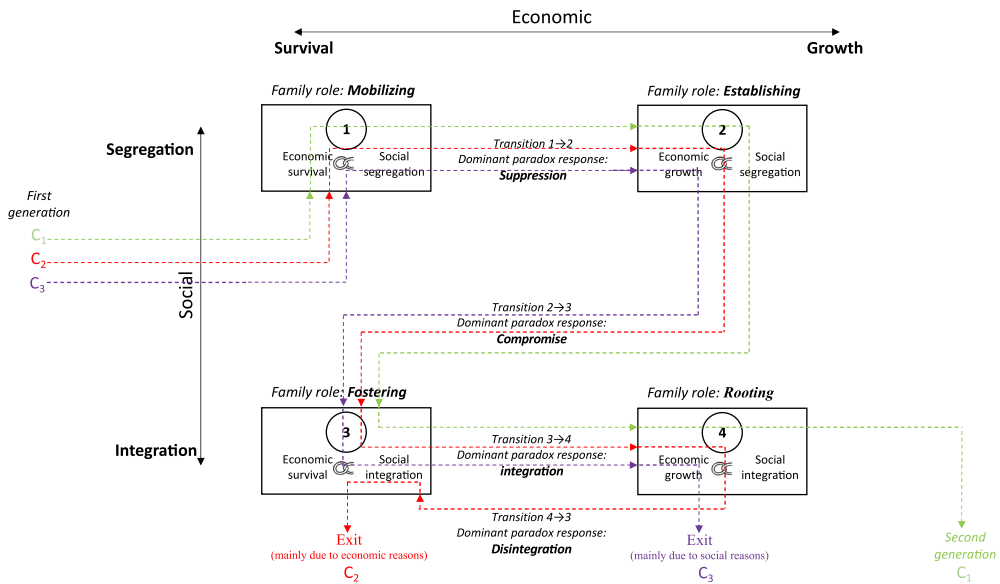 Economic
Survival
Growth
Family role: Mobilizing
Family role: Establishing
1
2
Segregation
Transition 1→2
Dominant paradox response:
Suppression
Economic
survival
Social
segregation
Economic
growth
Social
segregation
First
generation
C1
C2
C3
Social
Transition 2→3
Dominant paradox response:
Compromise
Family role: Fostering
Family role: Rooting
3
4
Integration
Transition 3→4
Dominant paradox response:
integration
Economic
survival
Social
integration
Economic
growth
Social
integration
Transition 4→3
Dominant paradox response:
Disintegration
Exit
(mainly due to economic reasons)
C2
Exit
(mainly due to social reasons)
C3
Second
generation
C1